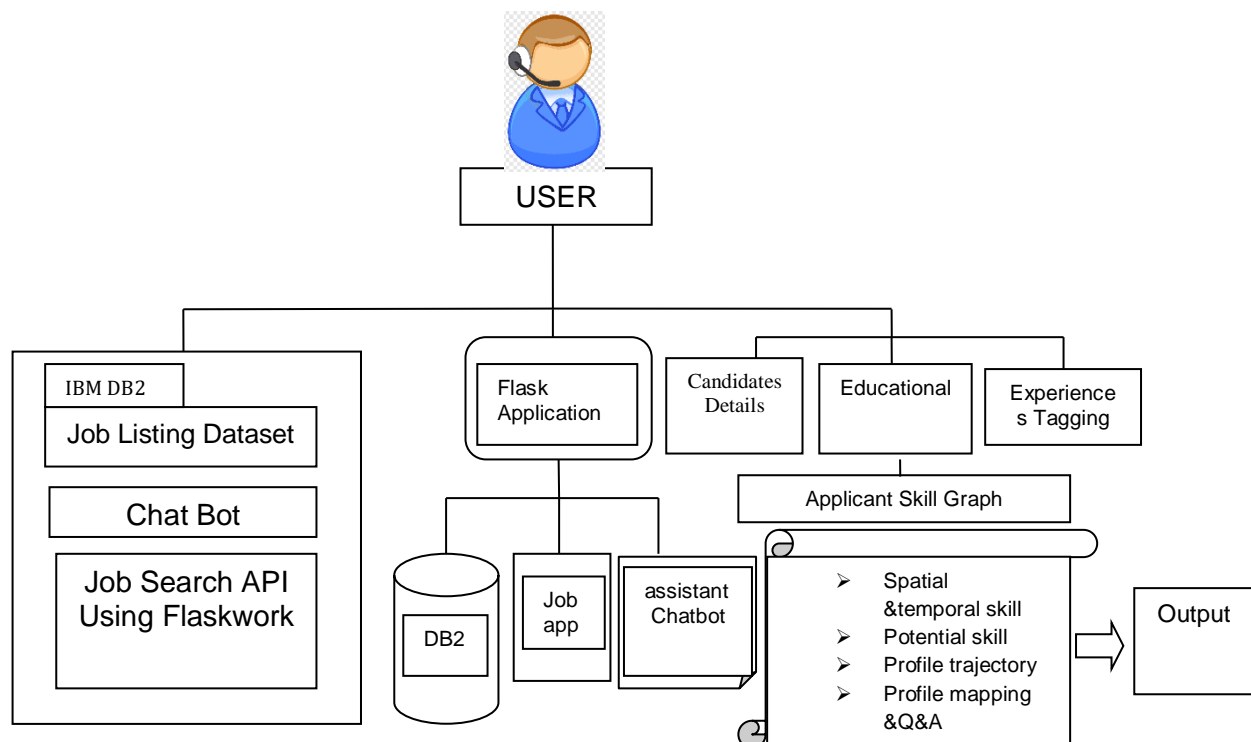 USER
IBM DB2
Job Listing Dataset
Chat Bot
Job Search API
Using Flaskwork
Flask
Application
DB2
Job
app
assistant
Chatbot
Candidates
Details
Educational
Experience
s Tagging
Applicant Skill Graph
➢ Spatial
&temporal skill
➢ Potential skill
➢ Profile trajectory
➢ Profile mapping
&Q&A
Output